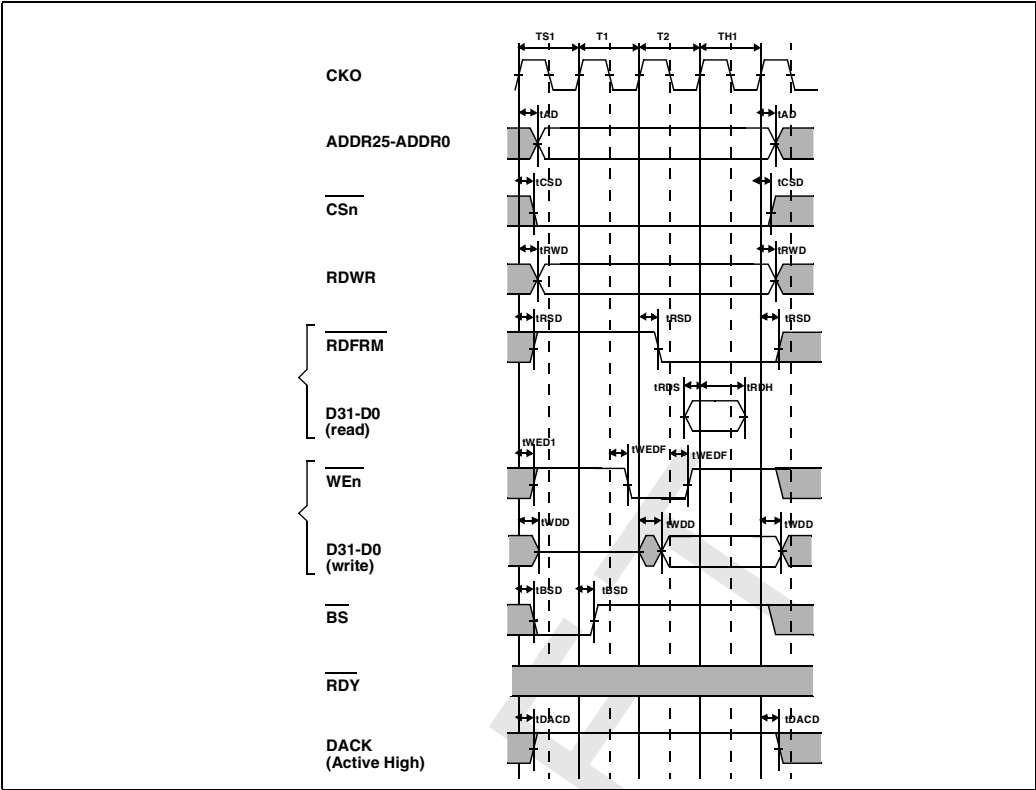 TS1 T1 T2 TH1
CKO
tAD tAD
ADDR25-ADDR0
tCSD tCSD
CSn
tRWD tRWD
RDWR
tRSD tRSD tRSD
RDFRM
tRDS tRDH
D31-D0
(read)
tWED1 tWEDF tWEDF
WEn
tWDD tWDD tWDD
D31-D0
(write)
tBSD tBSD
BS
RDY
tDACD tDACD
DACK
(Active High)